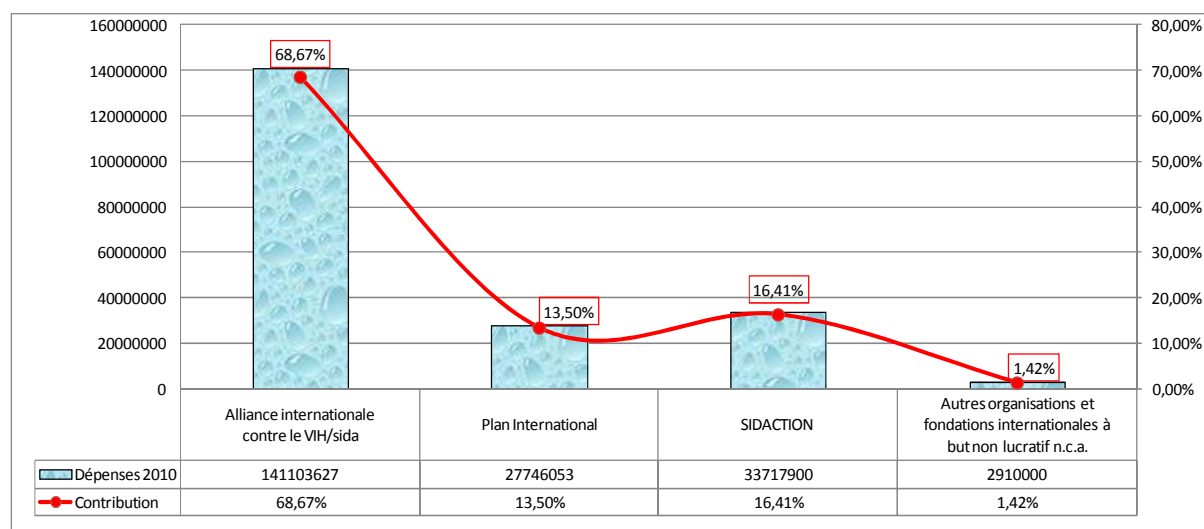 160000000
140000000
120000000
100000000
80000000
60000000
40000000
20000000
0
80,00%
70,00%
60,00%
50,00%
40,00%
30,00%
20,00%
10,00%
0,00%
68,67%
13,50%
16,41%
1,42%
Alliance internationale
contre le VIH/sida
Plan International
SIDACTION
Autres organisations et
fondations internationales à
but non lucratif n.c.a.
Dépenses 2010 141103627 27746053 33717900 2910000
Contribution 68,67% 13,50% 16,41% 1,42%